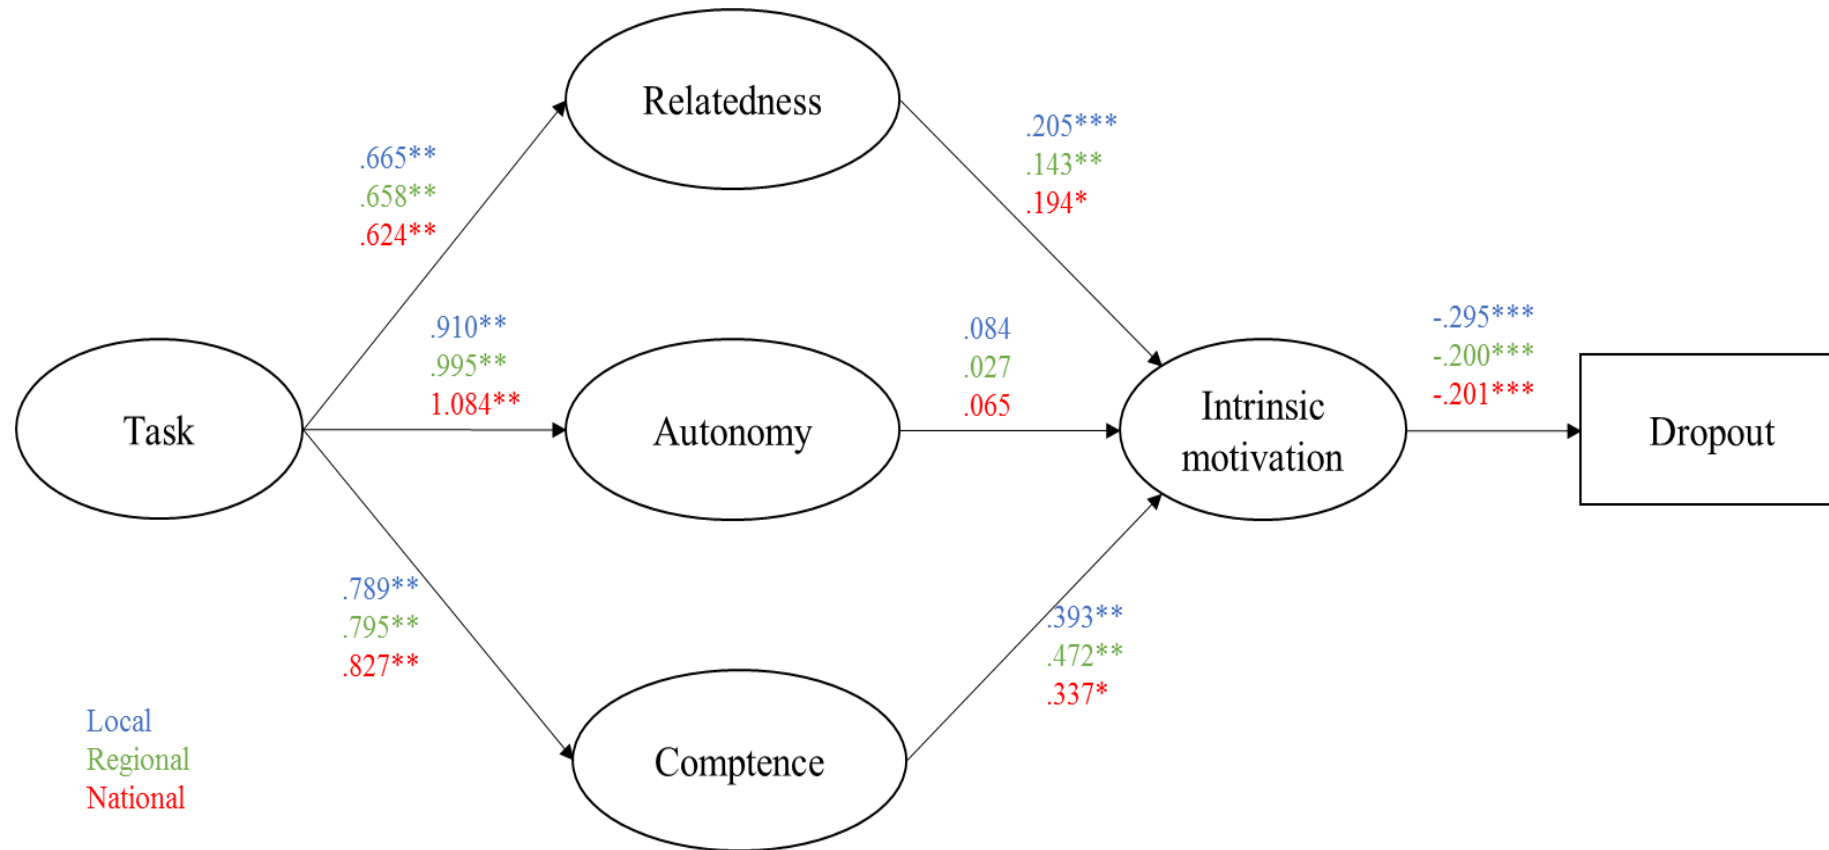 Relatedness
.665**
.658**
.624**
.205***
.143**
.194*
Task
.910**
.995**
1.084**
Autonomy
.084
.027
.065
Intrinsic
motivation
-.295***
-.200***
-.201***
Dropout
.789**
.795**
.827**
Comptence
.393**
.472**
.337*
Local
Regional
National